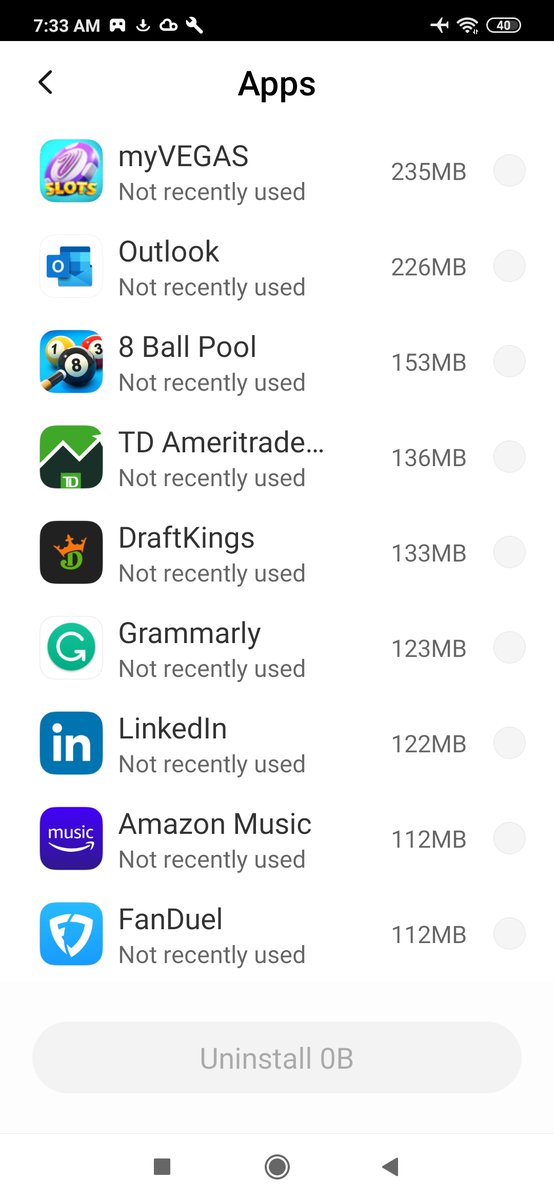 7:33 AM
40
Apps
SLOTS
myVEGAS
235MB
Not recently used
O
Outlook
226MB
Not recently used
1
3
8
8 Ball Pool
153MB
Not recently used
TD
TD Ameritrade...
136MB
Not recently used
D
DraftKings
133MB
Not recently used
G
Grammarly
123MB
Not recently used
in
LinkedIn
122MB
Not recently used
music
Amazon Music
112MB
Not recently used
FanDuel
112MB
Not recently used
Uninstall 0B